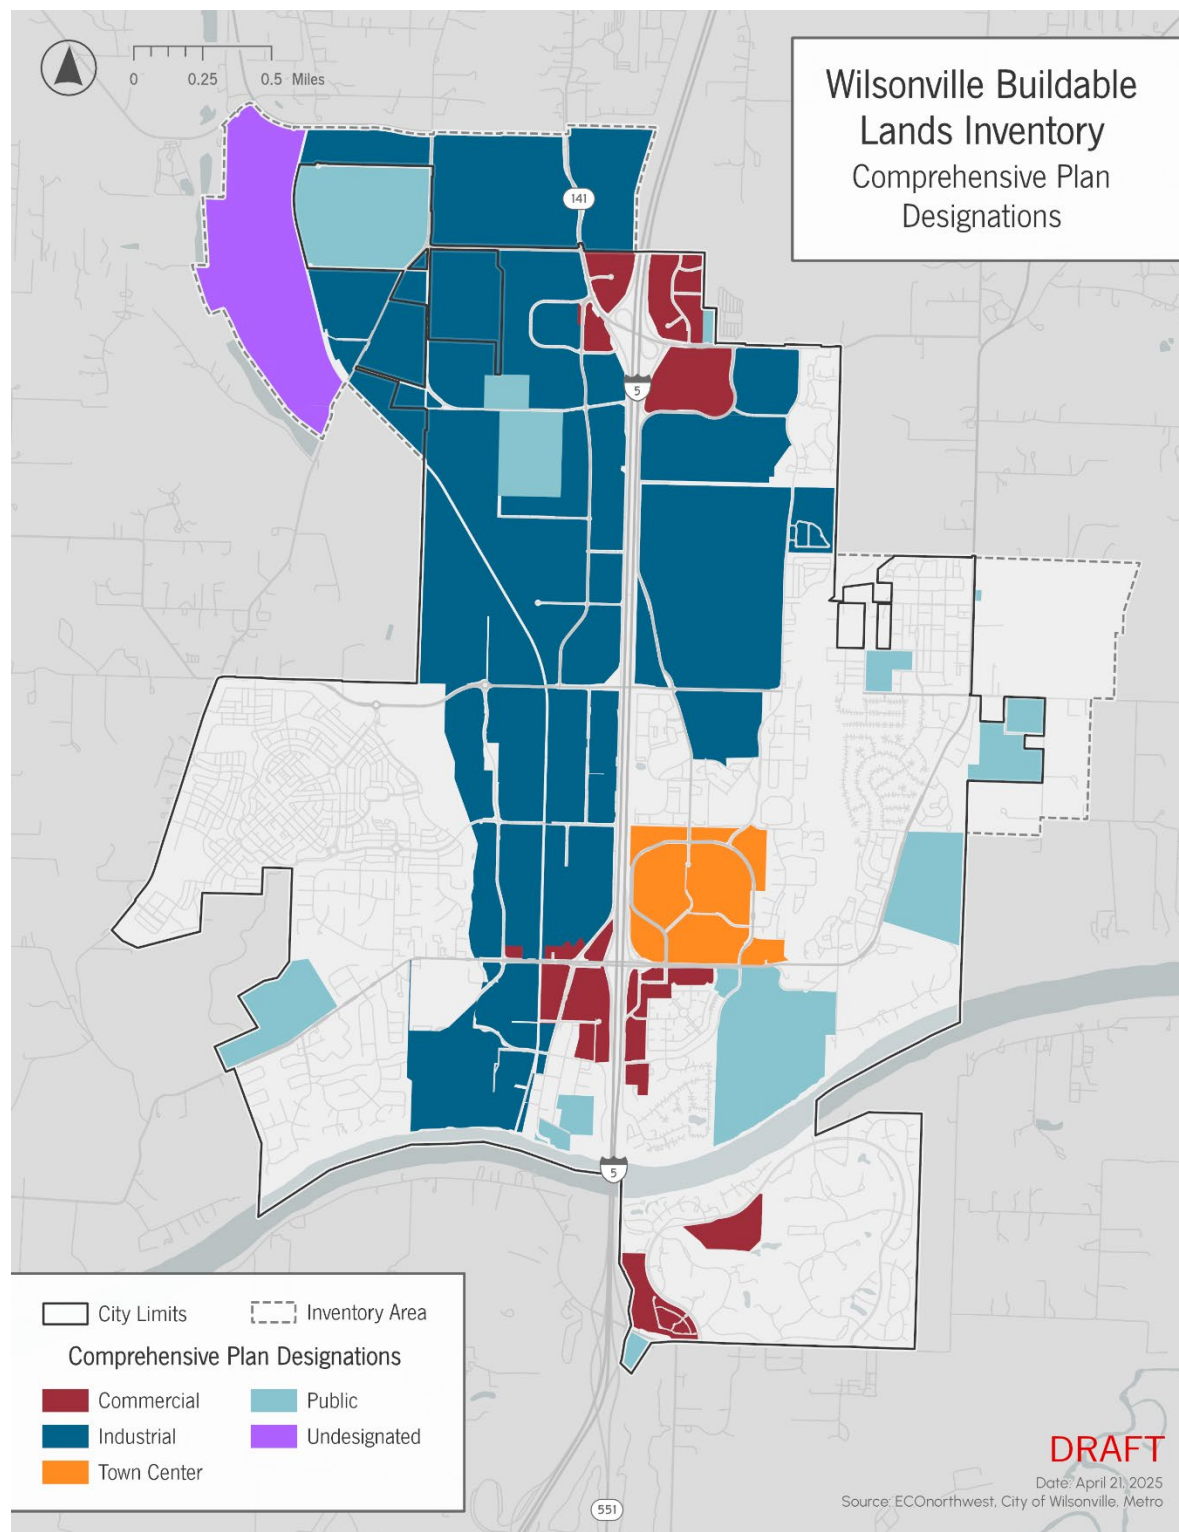 0 0.25 0.5 Miles
Wilsonville Buildable
Lands Inventory
Comprehensive Plan
Designations
141
5
5
City Limits
Inventory Area
Comprehensive Plan Designations
Commercial
Public
Industrial
Undesignated
Town Center
551
DRAFT
Date: April 21, 2025
Source: ECOnorthwest, City of Wilsonville, Metro